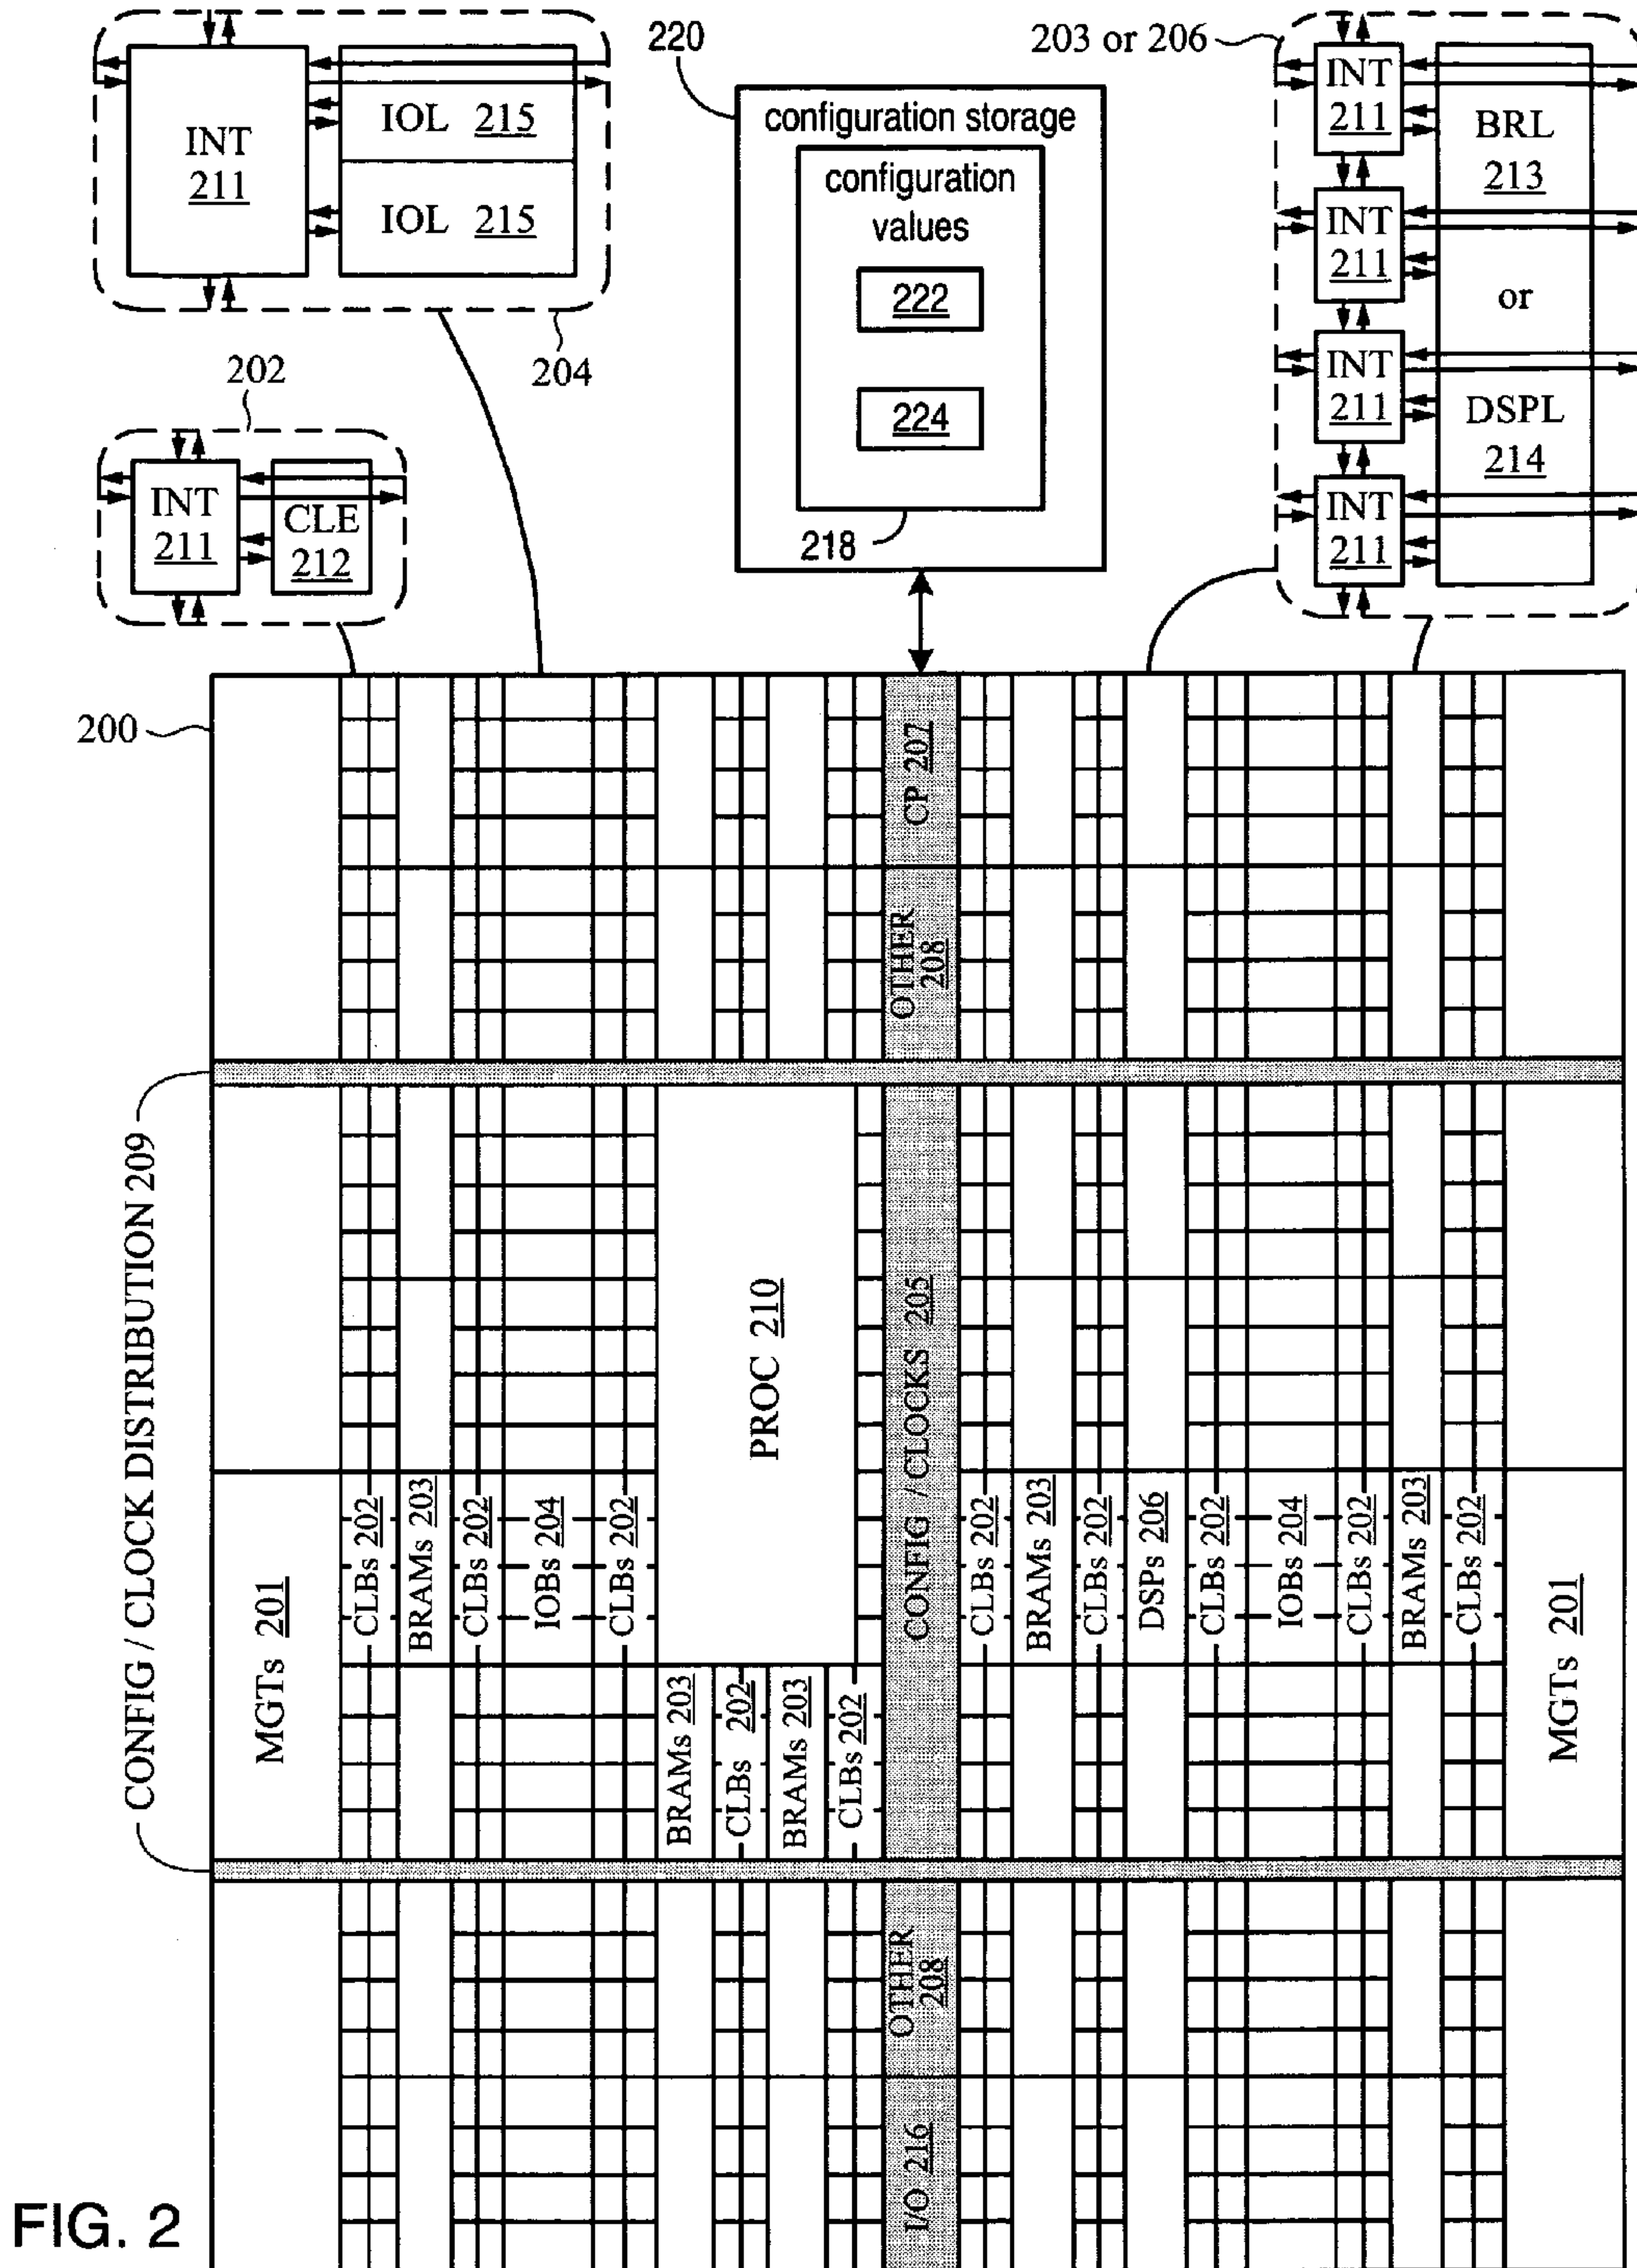 220
203 or 206
INT
211
IOL 215
IOL 215
204
configuration storage
configuration
values
222
224
218
INT
211
INT
211
INT
211
INT
211
BRL
213
or
DSPL
214
202
INT
211
CLE
212
200
CP 207
OTHER
208
CONFIG / CLOCK DISTRIBUTION 209
PROC 210
CONFIG / CLOCKS 205
MGTs 201
CLBs 202
BRAMs 203
CLBs 202
IOBs 204
CLBs 202
BRAMs 203
CLBs 202
BRAMs 203
CLBs 202
CLBs 202
BRAMs 203
CLBs 202
DSPs 206
CLBs 202
IOBs 204
CLBs 202
BRAMs 203
CLBs 202
MGTs 201
OTHER
208
I/O 216
FIG. 2